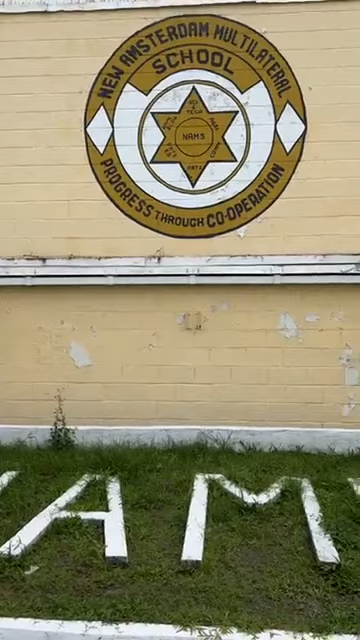 NEW AMSTERDAM MULTILATERAL
SCHOOL
NAMS
PROGRESS THROUGH CO-OPERATION
AM